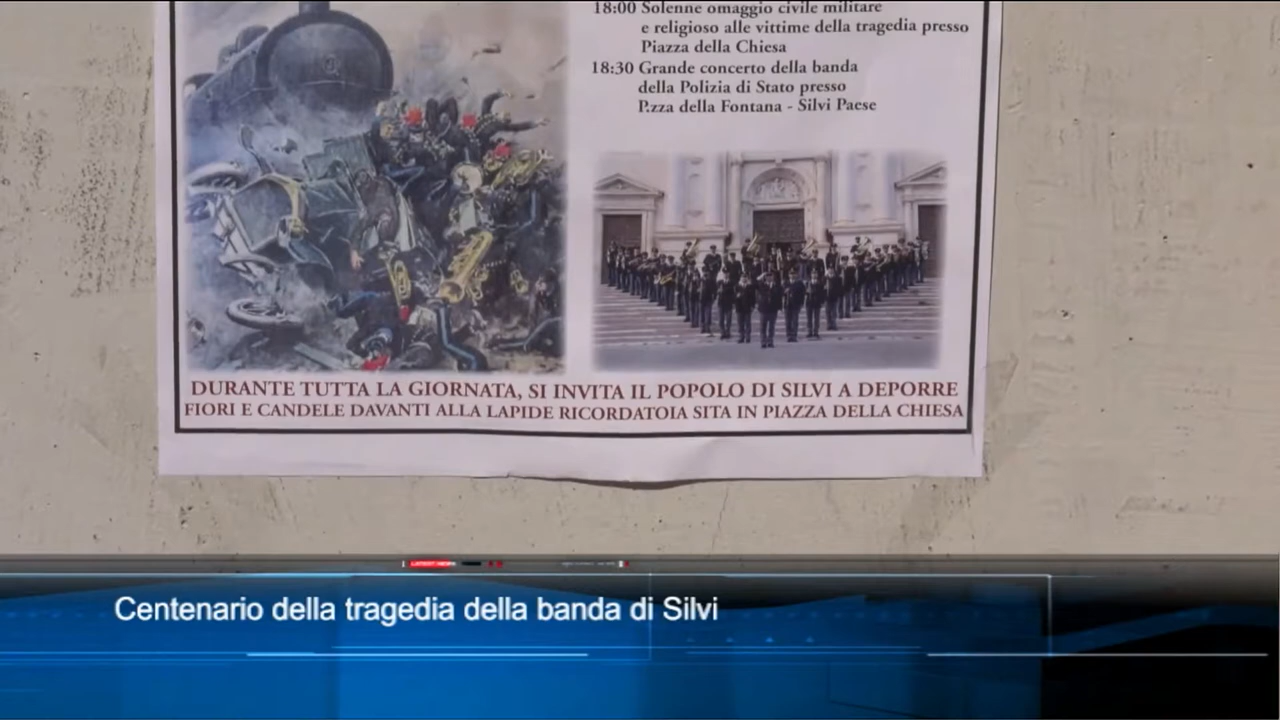 18:00 Solenne omaggio civile militare
e religioso alle vittime della tragedia presso
Piazza della Chiesa
18:30 Grande concerto della banda
della Polizia di Stato presso
P.zza della Fontana - Silvi Paese
DURANTE TUTTA LA GIORNATA, SI INVITA IL POPOLO DI SILVI A DEPORRE
FIORI E CANDELE DAVANTI ALLA LAPIDE RICORDATOIA SITA IN PIAZZA DELLA CHIESA
LATEST NEWS
Centenario della tragedia della banda di Silvi